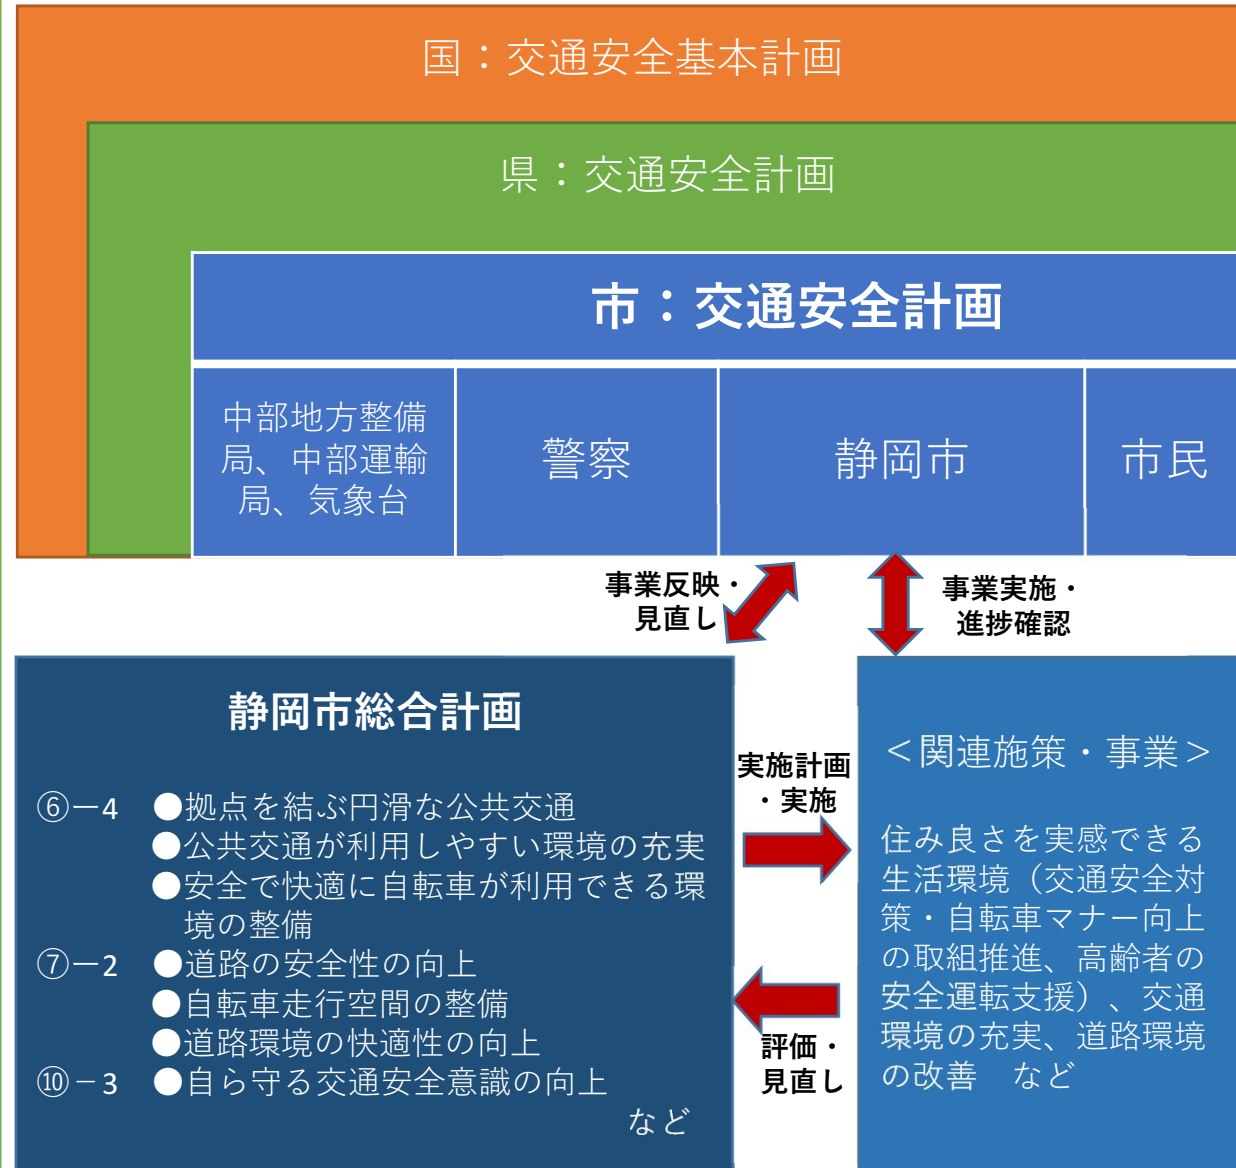 国：交通安全基本計画
県：交通安全計画
市：交通安全計画
中部地方整備
局、中部運輸
局、気象台
警察
静岡市
市民
事業反映・
見直し
事業実施・
進捗確認
静岡市総合計画
⑥－4 ●拠点を結ぶ円滑な公共交通
●公共交通が利用しやすい環境の充実
●安全で快適に自転車が利用できる環
境の整備
⑦－2 ●道路の安全性の向上
●自転車走行空間の整備
●道路環境の快適性の向上
⑩－3 ●自ら守る交通安全意識の向上
など
実施計画
・実施
評価・
見直し
＜関連施策・事業＞
住み良さを実感できる
生活環境（交通安全対
策・自転車マナー向上
の取組推進、高齢者の
安全運転支援）、交通
環境の充実、道路環境
の改善　など